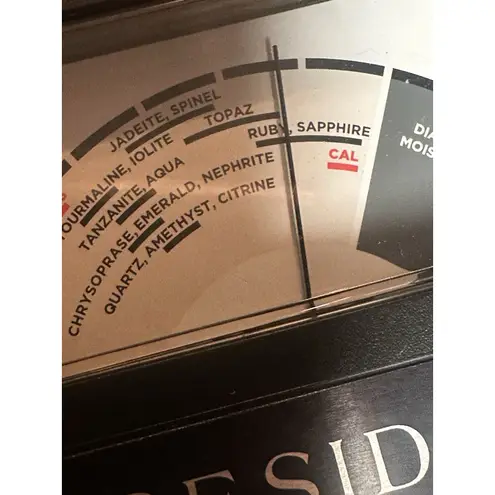 JADEITE, SPINEL
TOPAZ
RUBY, SAPPHIRE
CAL
TOURMALINE, IOLITE
TANZANITE, AQUA
CHRYSOPRASE, EMERALD, NEPHRITE
QUARTZ, AMETHYST, CITRINE
DIA
MOIS
ESID